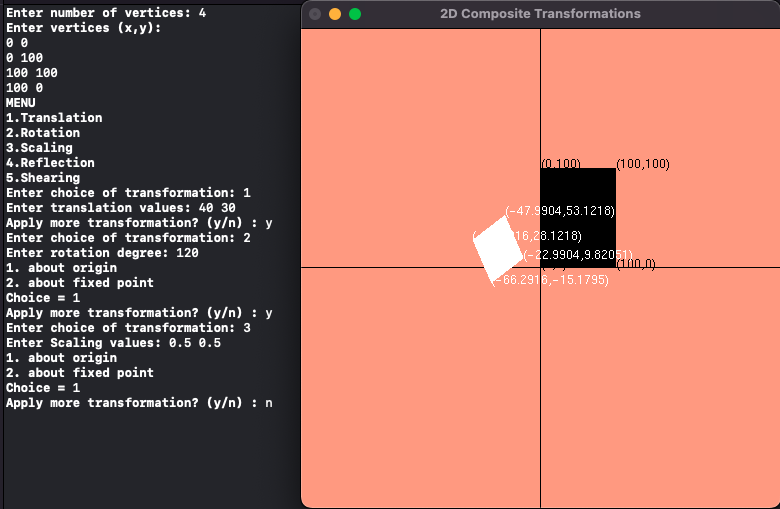 Enter number of vertices: 4
Enter vertices (x,y):
0 0
0 100
100 100
100 0
MENU
1.Translation
2.Rotation
3.Scaling
4.Reflection
5.Shearing
Enter choice of transformation: 1
Enter translation values: 40 30
Apply more transformation? (y/n) : y
Enter choice of transformation: 2
Enter rotation degree: 120
1. about origin
2. about fixed point
Choice = 1
Apply more transformation? (y/n) : y
Enter choice of transformation: 3
Enter Scaling values: 0.5 0.5
1. about origin
2. about fixed point
Choice = 1
Apply more transformation? (y/n) : n
2D Composite Transformations
(0,100)
(100,100)
(-47.9904,53.1218)
16,28.1218)
(-22.9904,9.82051)
(100,0)
(-66.2916,-15.1795)